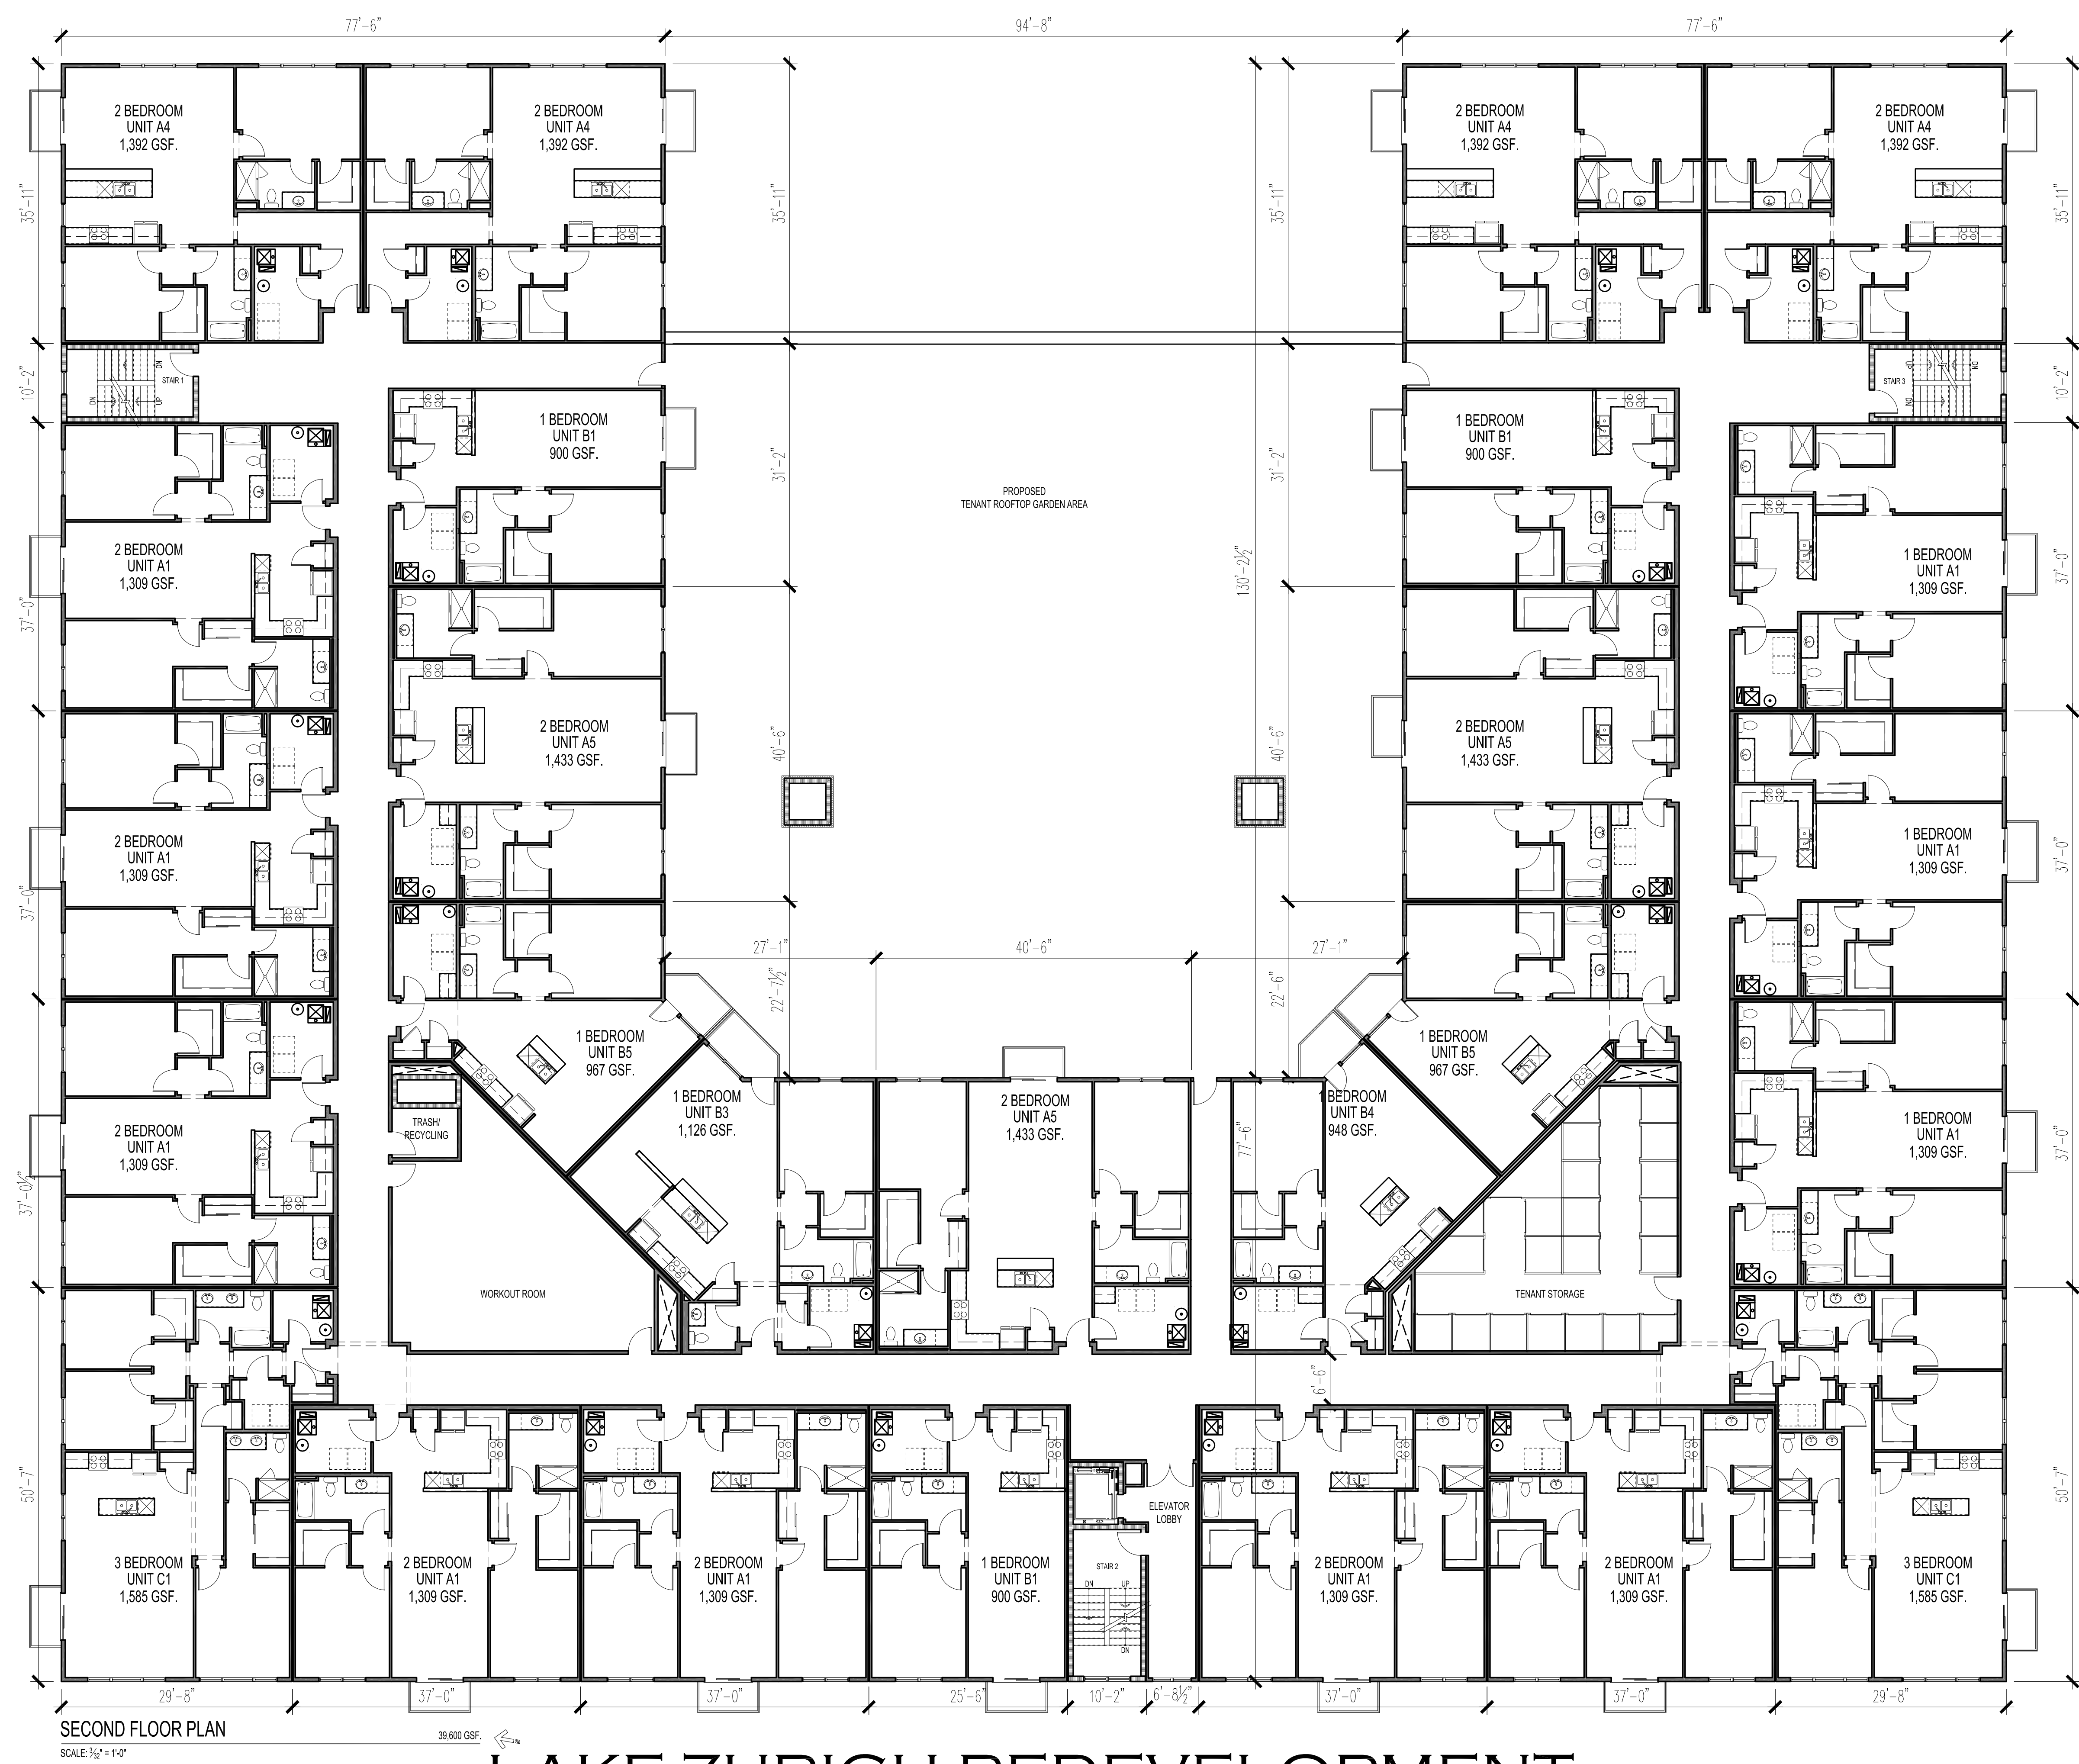 77'-6"
94'-8"
77'-6"
2 BEDROOM
UNIT A4
1,392 GSF.
2 BEDROOM
UNIT A4
1,392 GSF.
2 BEDROOM
UNIT A4
1,392 GSF.
2 BEDROOM
UNIT A4
1,392 GSF.
35'-11"
35'-11"
35'-11"
35'-11"
10'-2"
STAIR 1
DN
DN
UP
STAIR 3
UP
DN
DN
10'-2"
1 BEDROOM
UNIT B1
900 GSF.
31'-2"
31'-2"
1 BEDROOM
UNIT B1
900 GSF.
PROPOSED
TENANT ROOFTOP GARDEN AREA
130'-2½"
2 BEDROOM
UNIT A1
1,309 GSF.
37'-0"
1 BEDROOM
UNIT A1
1,309 GSF.
37'-0"
2 BEDROOM
UNIT A5
1,433 GSF.
40'-6"
40'-6"
2 BEDROOM
UNIT A5
1,433 GSF.
2 BEDROOM
UNIT A1
1,309 GSF.
37'-0"
1 BEDROOM
UNIT A1
1,309 GSF.
37'-0"
27'-1"
40'-6"
27'-1"
22'-7½"
22'-6"
1 BEDROOM
UNIT B5
967 GSF.
1 BEDROOM
UNIT B5
967 GSF.
1 BEDROOM
UNIT B3
1,126 GSF.
2 BEDROOM
UNIT A5
1,433 GSF.
1 BEDROOM
UNIT B4
948 GSF.
77'-6"
TRASH/
RECYCLING
2 BEDROOM
UNIT A1
1,309 GSF.
37'-0½"
1 BEDROOM
UNIT A1
1,309 GSF.
37'-0"
WORKOUT ROOM
TENANT STORAGE
6'-6"
50'-7"
50'-7"
ELEVATOR
LOBBY
STAIR 2
DN
UP
DN
3 BEDROOM
UNIT C1
1,585 GSF.
2 BEDROOM
UNIT A1
1,309 GSF.
2 BEDROOM
UNIT A1
1,309 GSF.
1 BEDROOM
UNIT B1
900 GSF.
2 BEDROOM
UNIT A1
1,309 GSF.
2 BEDROOM
UNIT A1
1,309 GSF.
3 BEDROOM
UNIT C1
1,585 GSF.
29'-8"
37'-0"
37'-0"
25'-6"
10'-2"
6'-8½"
37'-0"
37'-0"
29'-8"
SECOND FLOOR PLAN
39,600 GSF.
SCALE: 3/32" = 1'-0"
LAKE ZURICH REDEVELOPMENT